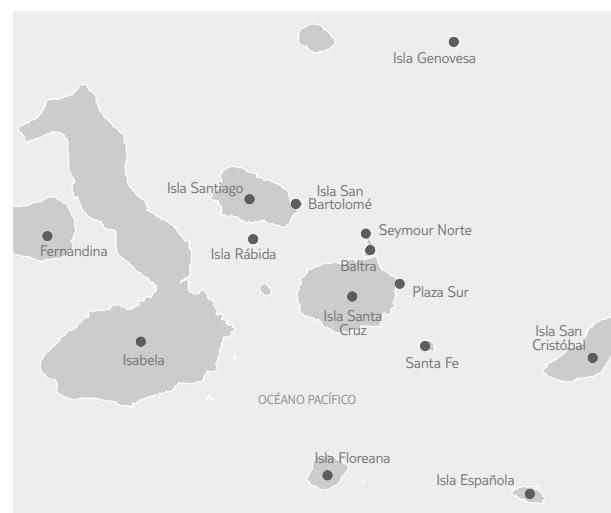 Isla Genovesa
Isla Santiago
Isla San
Bartolomé
Seymour Norte
Fernandina
Isla Rábida
Baltra
Plaza Sur
Isla Santa
Cruz
Isla San
Cristóbal
Isabela
Santa Fe
OCÉANO PACÍFICO
Isla Floreana
Isla Española